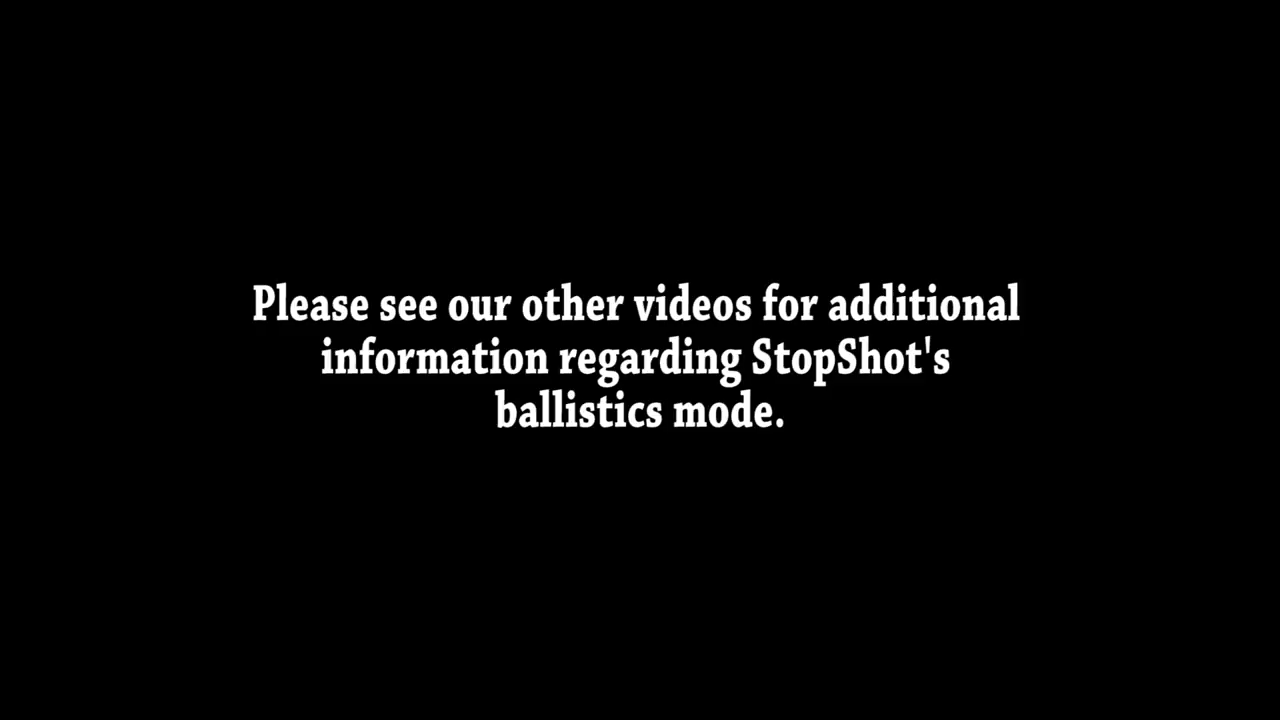 Please see our other videos for additional
information regarding StopShot's
ballistics mode.